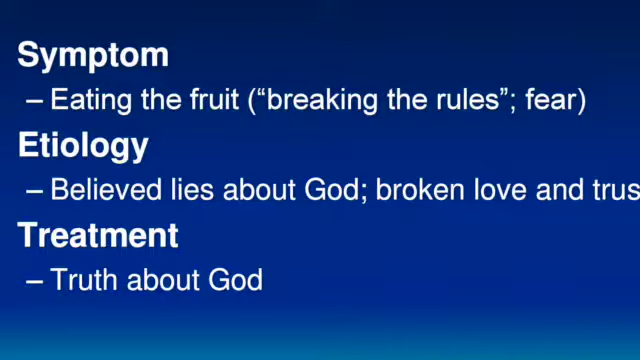 Symptom
– Eating the fruit (“breaking the rules”; fear)
Etiology
– Believed lies about God; broken love and trus
Treatment
– Truth about God